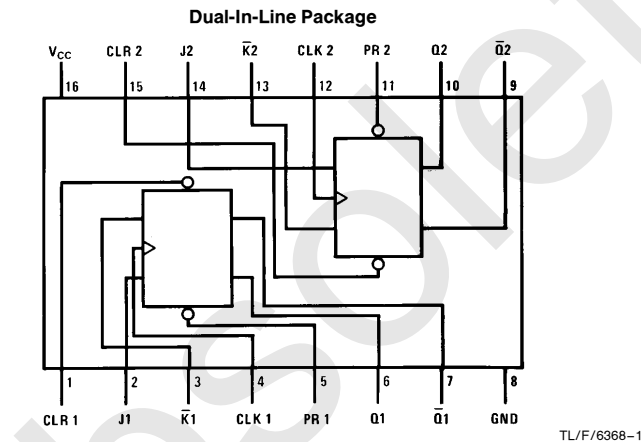 Dual-In-Line Package
V_CC CLR 2 J2 K̅2 CLK 2 PR 2 Q2 Q̅2
16 15 14 13 12 11 10 9
1 2 3 4 5 6 7 8
CLR 1 J1 K̅1 CLK 1 PR 1 Q1 Q̅1 GND
TL/F/6368–1